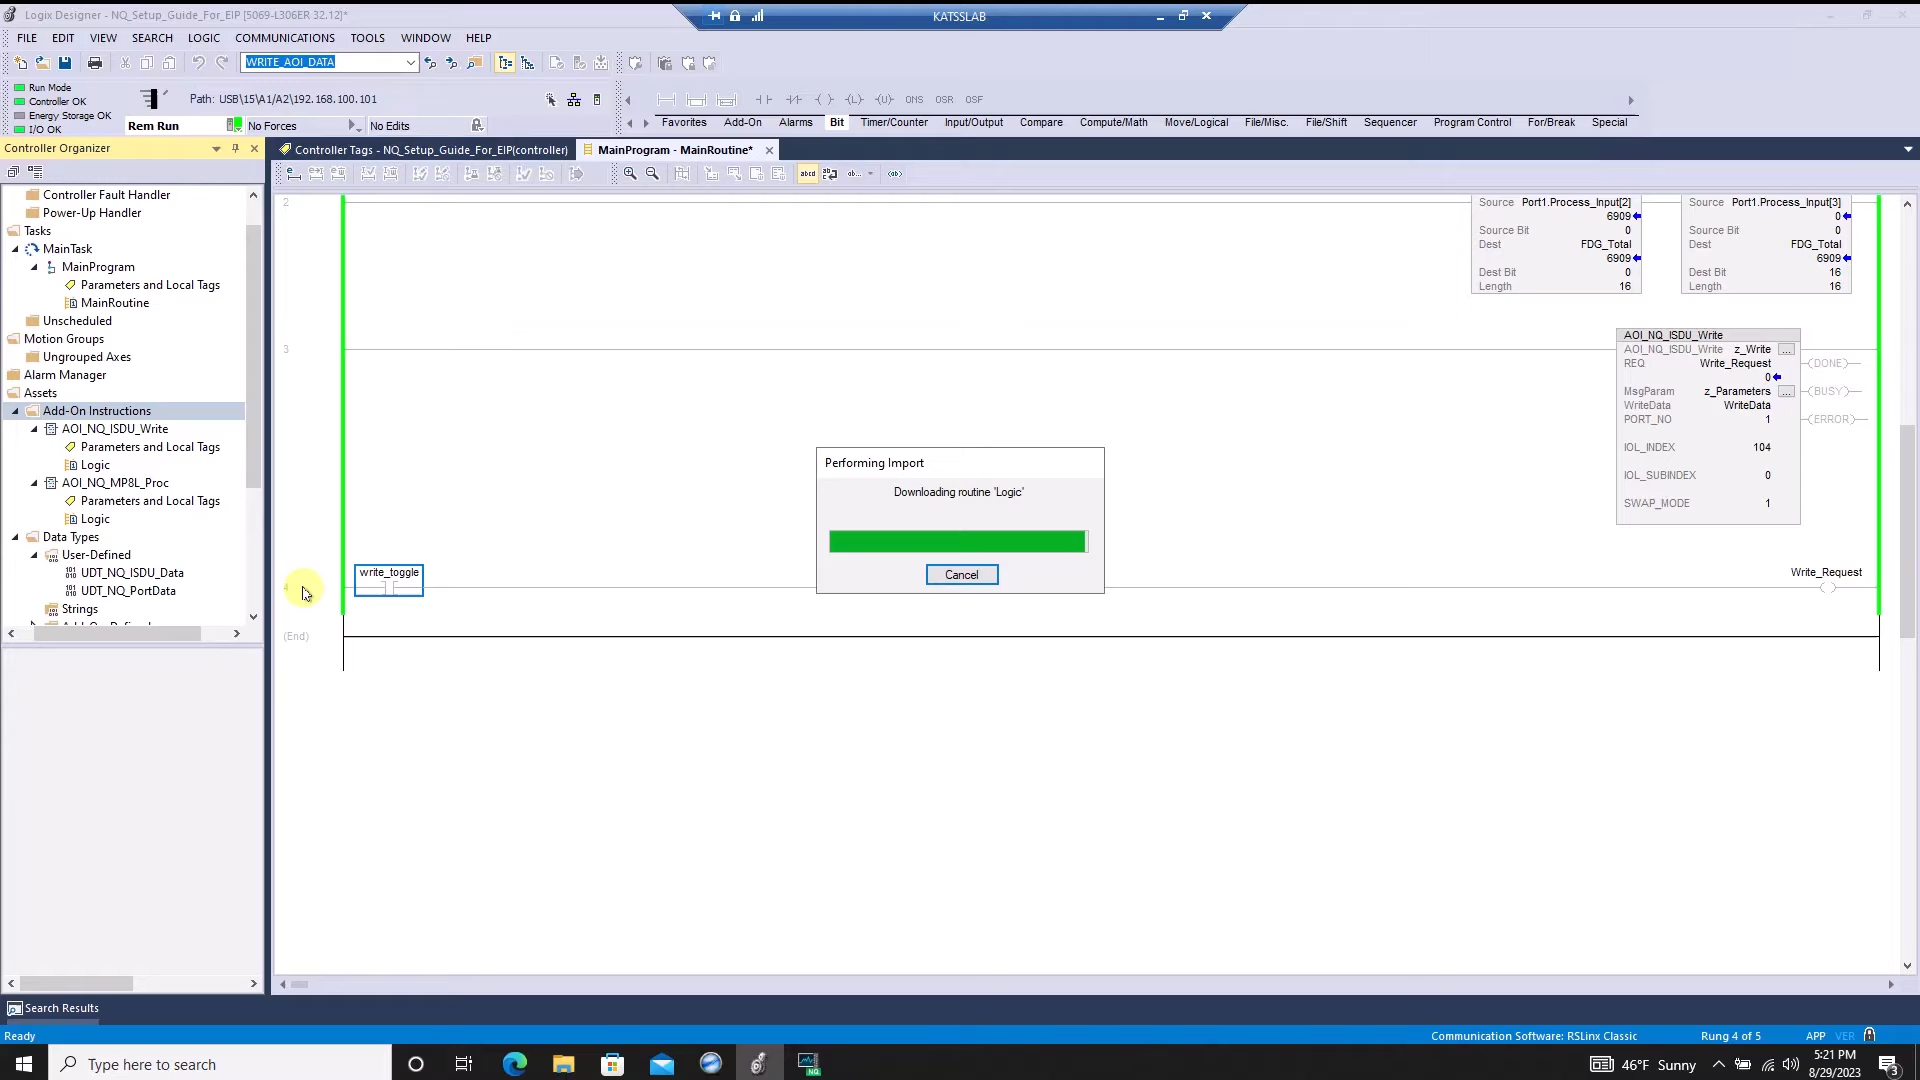 Logix Designer - NQ_Setup_Guide_For_EIP [5069-L306ER 32.12]*
KATSSLAB
FILE EDIT VIEW SEARCH LOGIC COMMUNICATIONS TOOLS WINDOW HELP
WRITE_AOI_DATA
Run Mode
Controller OK
Energy Storage OK
I/O OK
Path: USB\15\A1/A2\192.168.100.101
Rem Run
No Forces
No Edits
ONS OSR OSF
Favorites Add-On Alarms Bit Timer/Counter Input/Output Compare Compute/Math Move/Logical File/Misc. File/Shift Sequencer Program Control For/Break Special
Controller Organizer
Controller Tags - NQ_Setup_Guide_For_EIP(controller)
MainProgram - MainRoutine*
Controller Fault Handler
Power-Up Handler
Tasks
MainTask
MainProgram
Parameters and Local Tags
MainRoutine
Unscheduled
Motion Groups
Ungrouped Axes
Alarm Manager
Assets
Add-On Instructions
AOI_NQ_ISDU_Write
Parameters and Local Tags
Logic
AOI_NQ_MP8L_Proc
Parameters and Local Tags
Logic
Data Types
User-Defined
UDT_NQ_ISDU_Data
UDT_NQ_PortData
Strings
2
Source Port1.Process_Input[2]
6909
Source Bit 0
Dest FDG_Total
6909
Dest Bit 0
Length 16
Source Port1.Process_Input[3]
0
Source Bit 0
Dest FDG_Total
6909
Dest Bit 16
Length 16
3
AOI_NQ_ISDU_Write
AOI_NQ_ISDU_Write z_Write ...
REQ Write_Request
0
MsgParam z_Parameters ...
WriteData WriteData
PORT_NO 1
IOL_INDEX 104
IOL_SUBINDEX 0
SWAP_MODE 1
(DONE)
(BUSY)
(ERROR)
Performing Import
Downloading routine 'Logic'
Cancel
4
write_toggle
Write_Request
(End)
Search Results
Ready
Communication Software: RSLinx Classic
Rung 4 of 5
APP VER
Type here to search
NQ
46°F Sunny
5:21 PM
8/29/2023
3